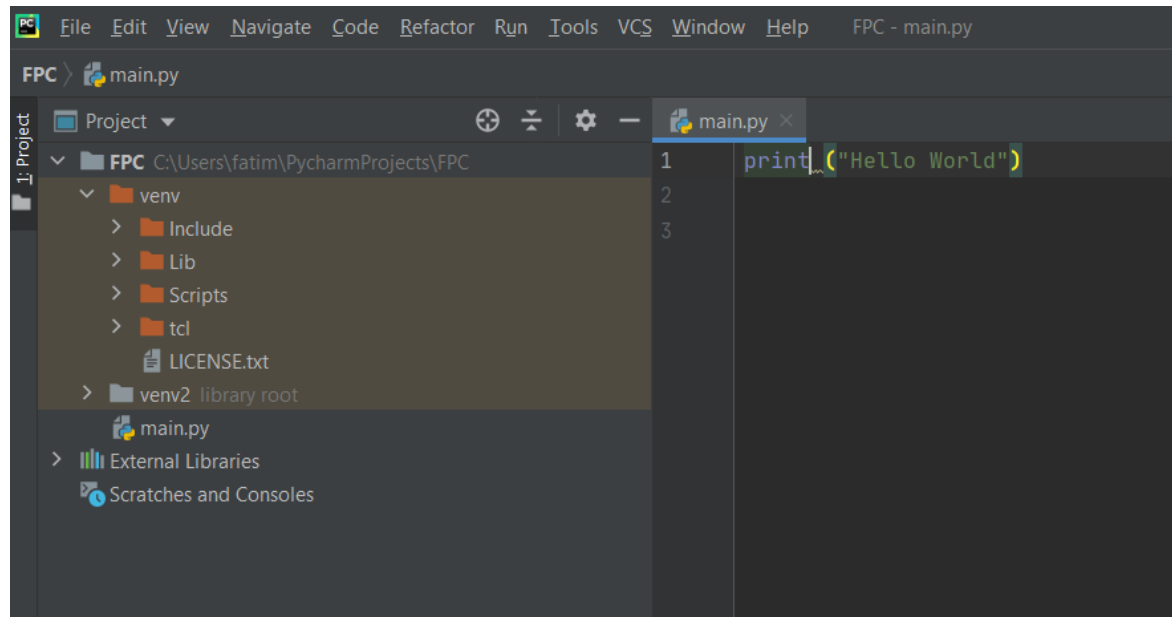 PC File Edit View Navigate Code Refactor Run Tools VCS Window Help FPC - main.py
FPC main.py
1: Project
Project
main.py
FPC C:\Users\fatim\PycharmProjects\FPC
venv
Include
Lib
Scripts
tcl
LICENSE.txt
venv2 library root
main.py
External Libraries
Scratches and Consoles
1 print ("Hello World")
2
3